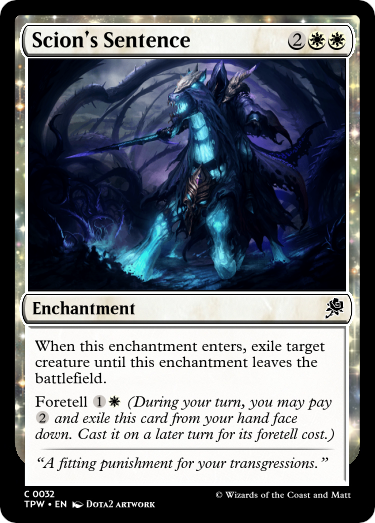 Scion's Sentence 2
Enchantment
When this enchantment enters, exile target
creature until this enchantment leaves the
battlefield.
Foretell 1 (During your turn, you may pay
2 and exile this card from your hand face
down. Cast it on a later turn for its foretell cost.)
"A fitting punishment for your transgressions."
C 0032
TPW • EN DOTA2 ARTWORK © Wizards of the Coast and Matt